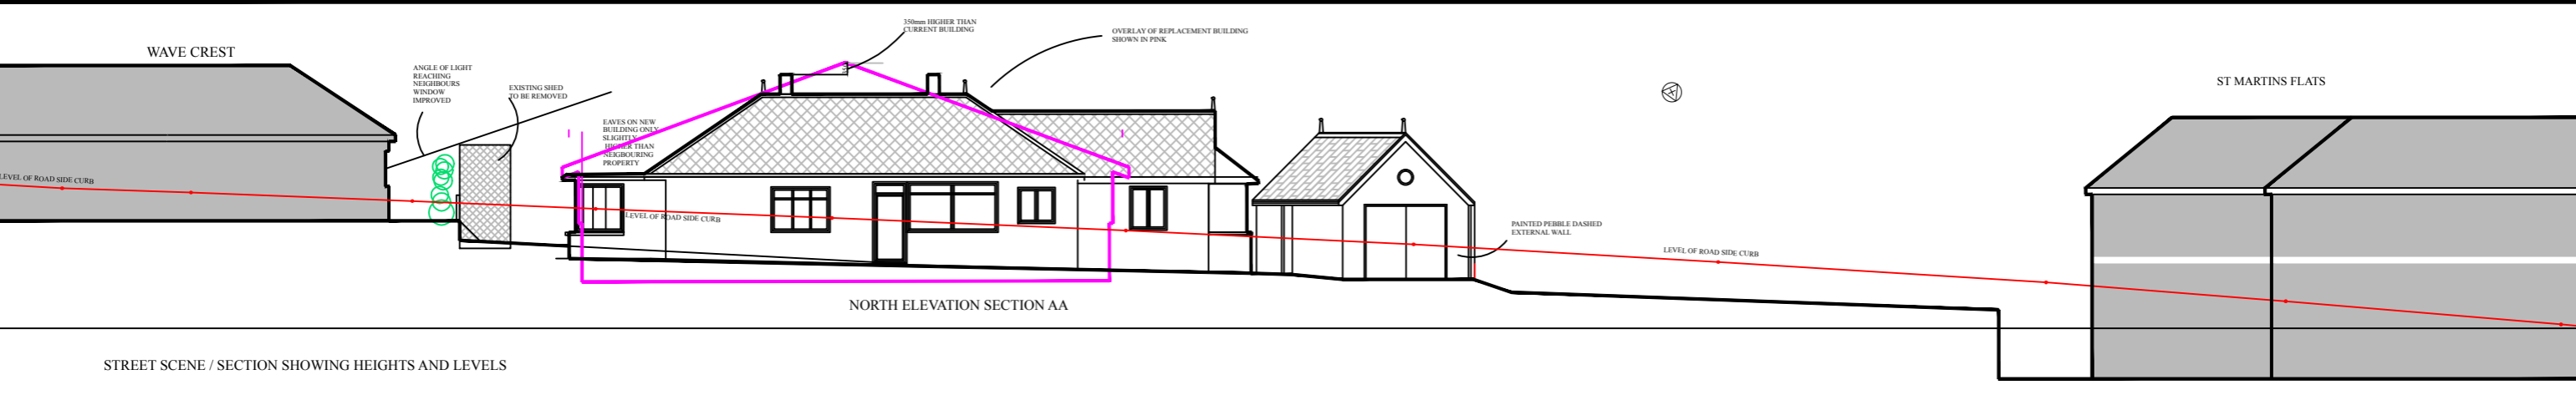 350mm HIGHER THAN
CURRENT BUILDING
OVERLAY OF REPLACEMENT BUILDING
SHOWN IN PINK
WAVE CREST
ANGLE OF LIGHT
REACHING
NEIGHBOURS
WINDOW
IMPROVED
EXISTING SHED
TO BE REMOVED
ST MARTINS FLATS
EAVES ON NEW
BUILDING ONLY
SLIGHTLY
HIGHER THAN
NEIGBOURING
PROPERTY
LEVEL OF ROAD SIDE CURB
LEVEL OF ROAD SIDE CURB
PAINTED PEBBLE DASHED
EXTERNAL WALL
LEVEL OF ROAD SIDE CURB
NORTH ELEVATION SECTION AA
STREET SCENE / SECTION SHOWING HEIGHTS AND LEVELS